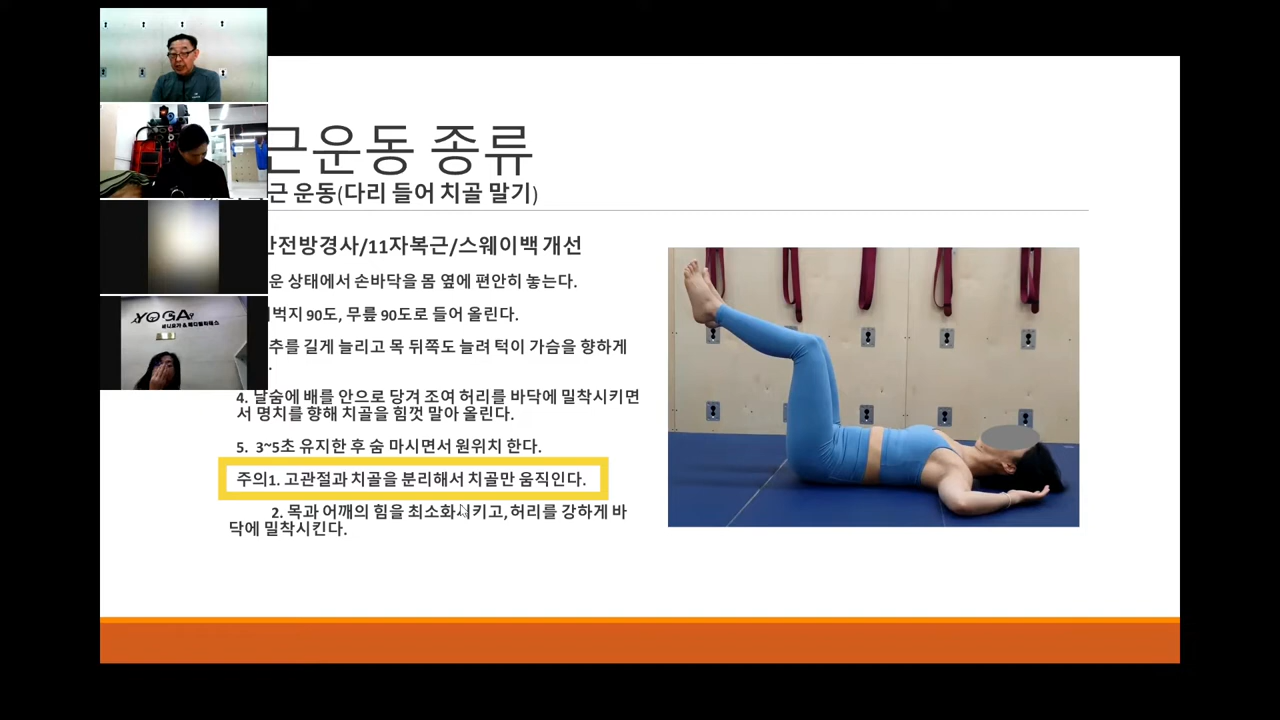 근운동 종류
근 운동(다리 들어 치골 말기)
반전방경사/11자복근/스웨이백 개선
운 상태에서 손바닥을 몸 옆에 편안히 놓는다.
벅지 90도, 무릎 90도로 들어 올린다.
추를 길게 늘리고 목 뒤쪽도 늘려 턱이 가슴을 향하게
4. 날숨에 배를 안으로 당겨 조여 허리를 바닥에 밀착시키면
서 명치를 향해 치골을 힘껏 말아 올린다.
5. 3~5초 유지한 후 숨 마시면서 원위치 한다.
주의1. 고관절과 치골을 분리해서 치골만 움직인다.
2. 목과 어깨의 힘을 최소화시키고, 허리를 강하게 바
닥에 밀착시킨다.
YOGA